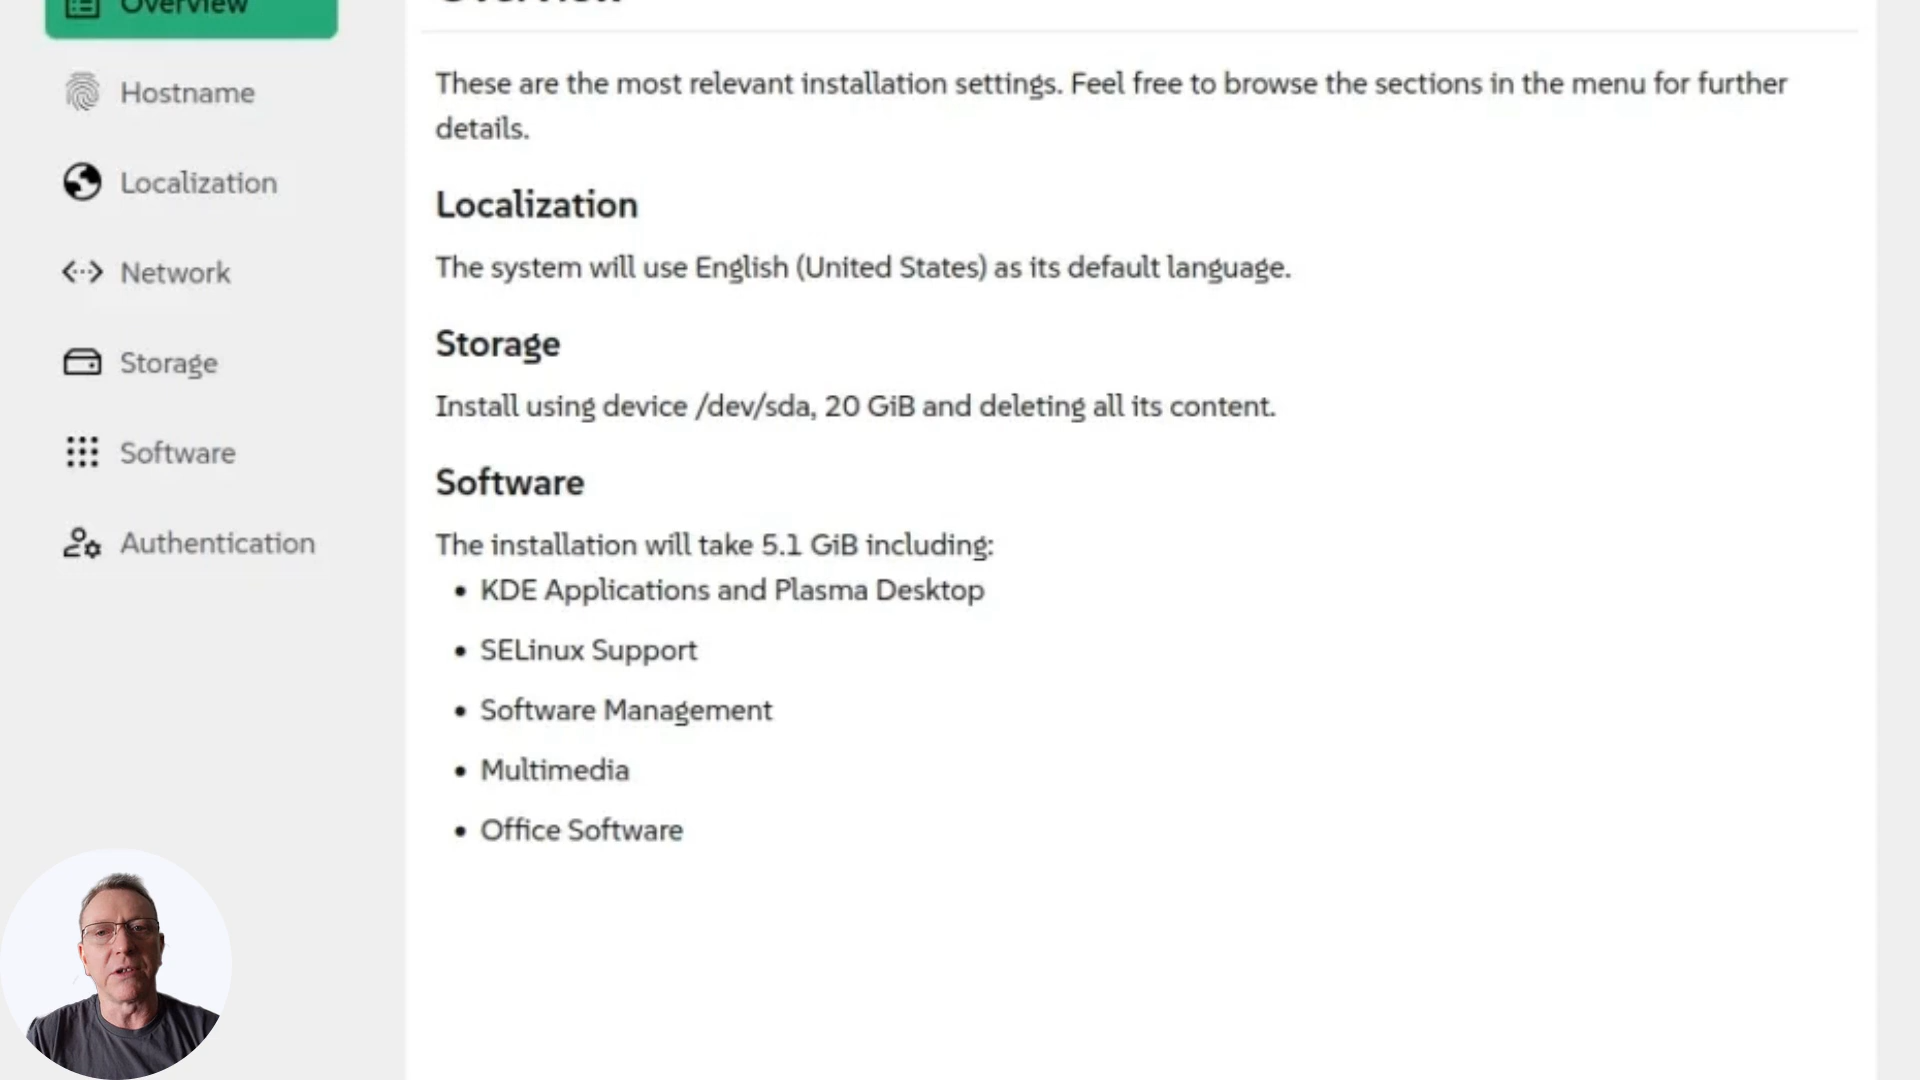 Overview
Hostname
Localization
Network
Storage
Software
Authentication
Overview
These are the most relevant installation settings. Feel free to browse the sections in the menu for further
details.
Localization
The system will use English (United States) as its default language.
Storage
Install using device /dev/sda, 20 GiB and deleting all its content.
Software
The installation will take 5.1 GiB including:
• KDE Applications and Plasma Desktop
• SELinux Support
• Software Management
• Multimedia
• Office Software